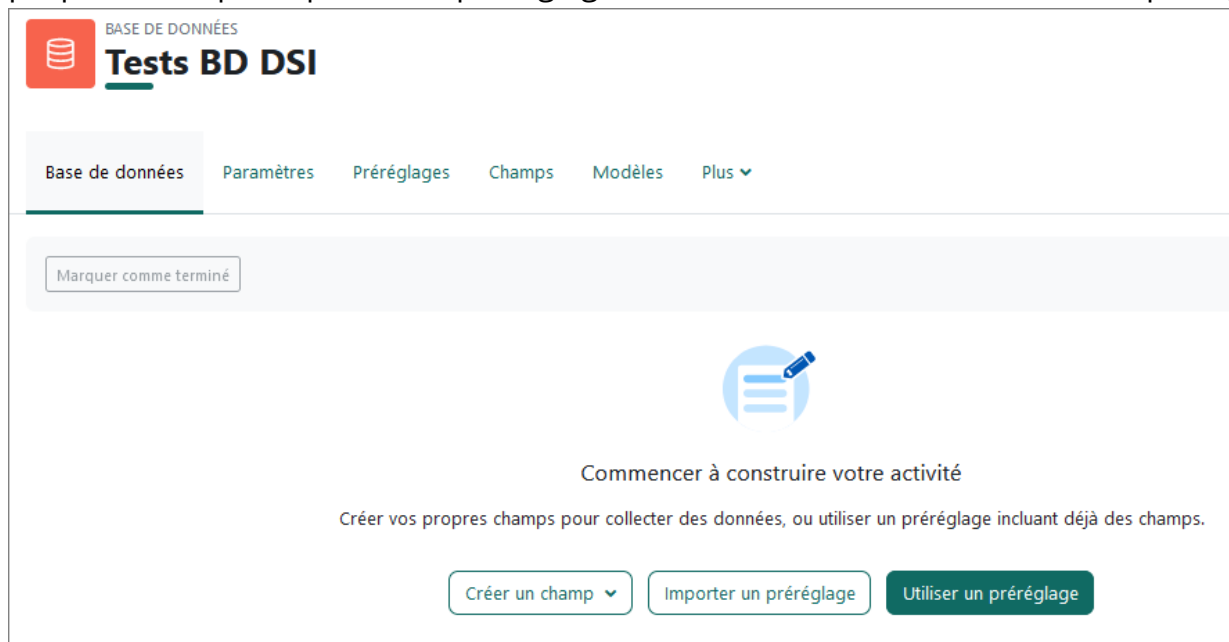 BASE DE DONNÉES
Tests BD DSI
Base de données Paramètres Préréglages Champs Modèles Plus
Marquer comme terminé
Commencer à construire votre activité
Créer vos propres champs pour collecter des données, ou utiliser un préréglage incluant déjà des champs.
Créer un champ Importer un préréglage Utiliser un préréglage